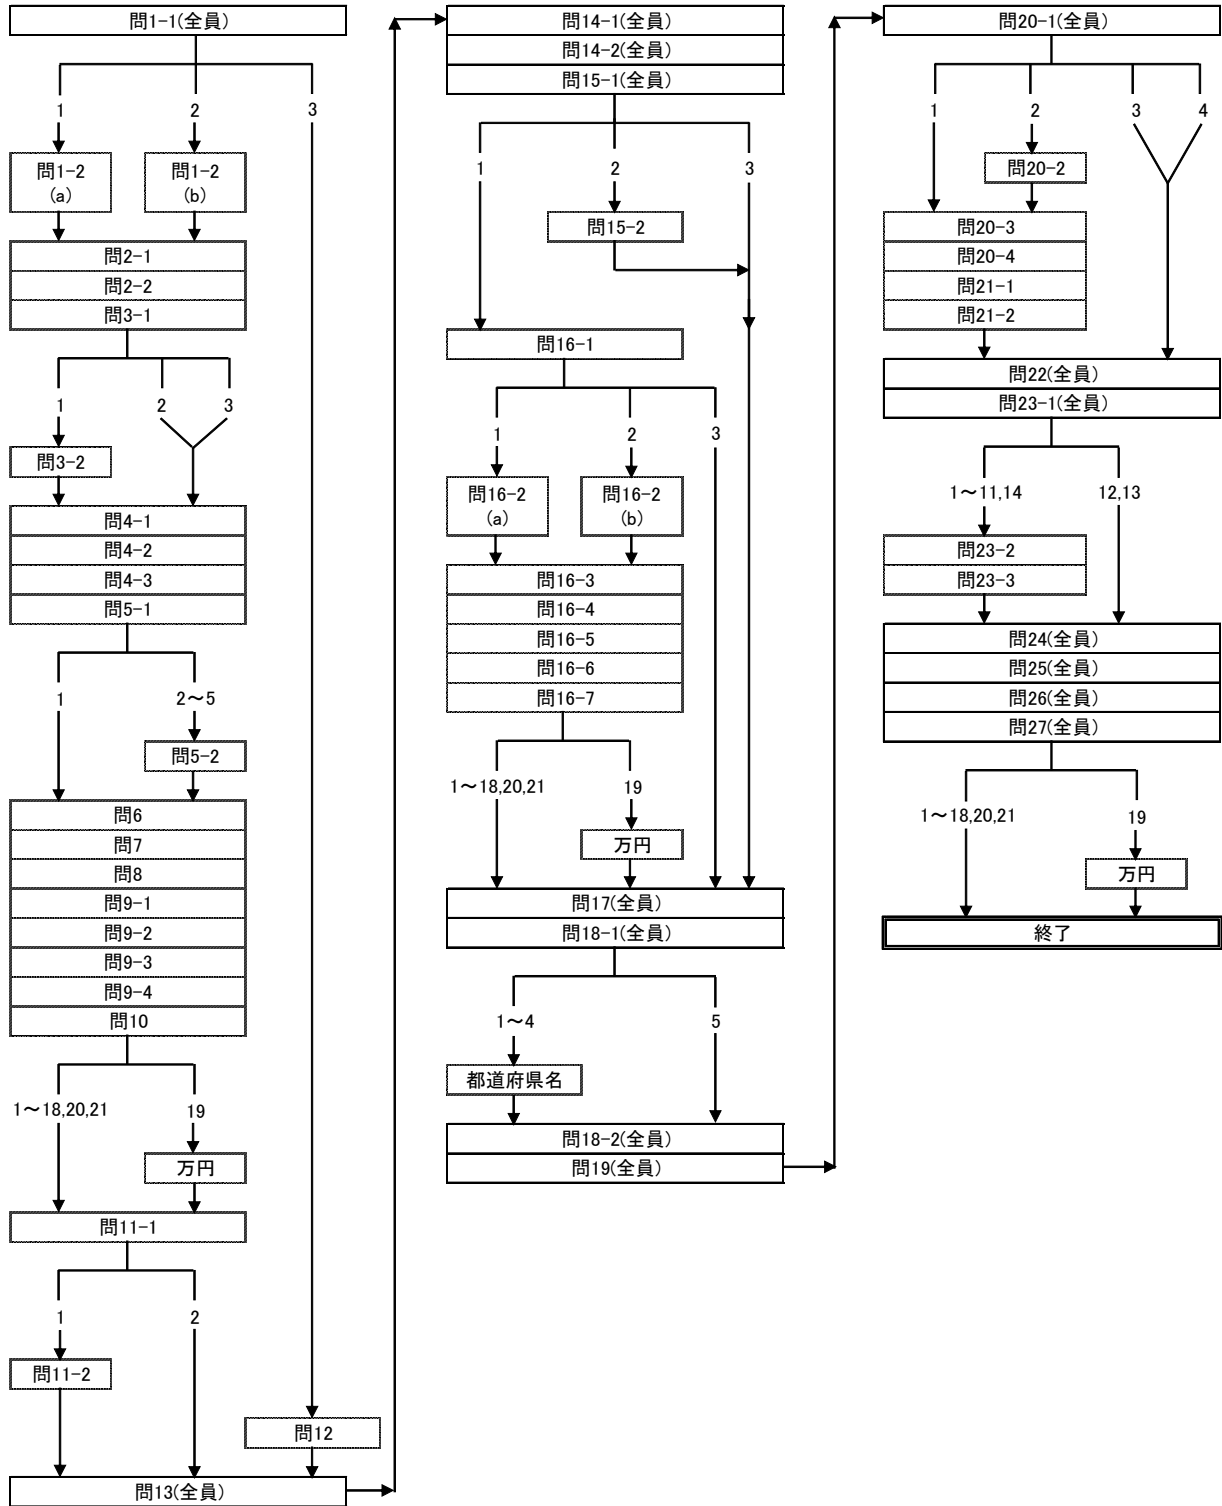 問1-1(全員)
1
2
3
問1-2
(a)
問1-2
(b)
問2-1
問2-2
問3-1
1
2
3
問3-2
問4-1
問4-2
問4-3
問5-1
1
2～5
問5-2
問6
問7
問8
問9-1
問9-2
問9-3
問9-4
問10
1～18,20,21
19
万円
問11-1
1
2
問11-2
問12
問13(全員)
問14-1(全員)
問14-2(全員)
問15-1(全員)
1
2
3
問15-2
問16-1
1
2
3
問16-2
(a)
問16-2
(b)
問16-3
問16-4
問16-5
問16-6
問16-7
1～18,20,21
19
万円
問17(全員)
問18-1(全員)
1～4
5
都道府県名
問18-2(全員)
問19(全員)
問20-1(全員)
1
2
3
4
問20-2
問20-3
問20-4
問21-1
問21-2
問22(全員)
問23-1(全員)
1～11,14
12,13
問23-2
問23-3
問24(全員)
問25(全員)
問26(全員)
問27(全員)
1～18,20,21
19
万円
終了